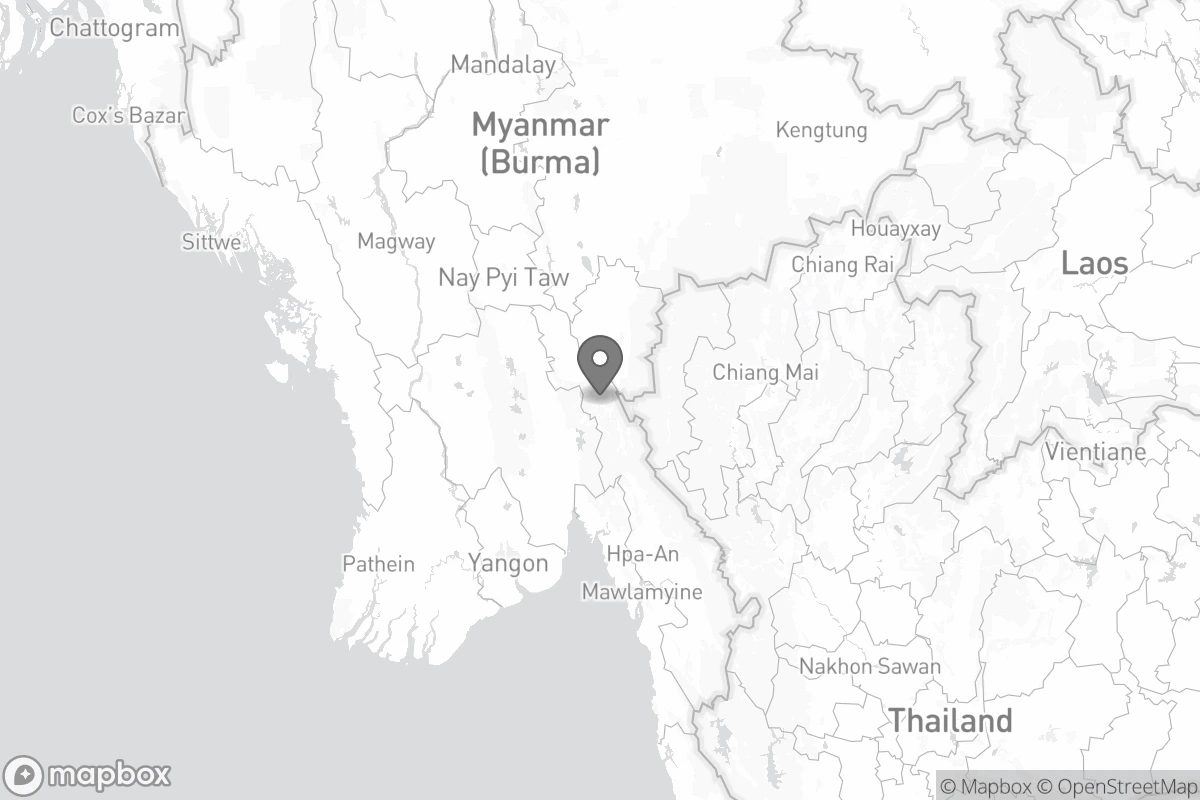 Chattogram
Mandalay
Cox's Bazar
Myanmar
(Burma)
Kengtung
Sittwe
Magway
Houayxay
Nay Pyi Taw
Chiang Rai
Laos
Chiang Mai
Vientiane
Pathein
Yangon
Hpa-An
Mawlamyine
Nakhon Sawan
Thailand
mapbox
© Mapbox © OpenStreetMap